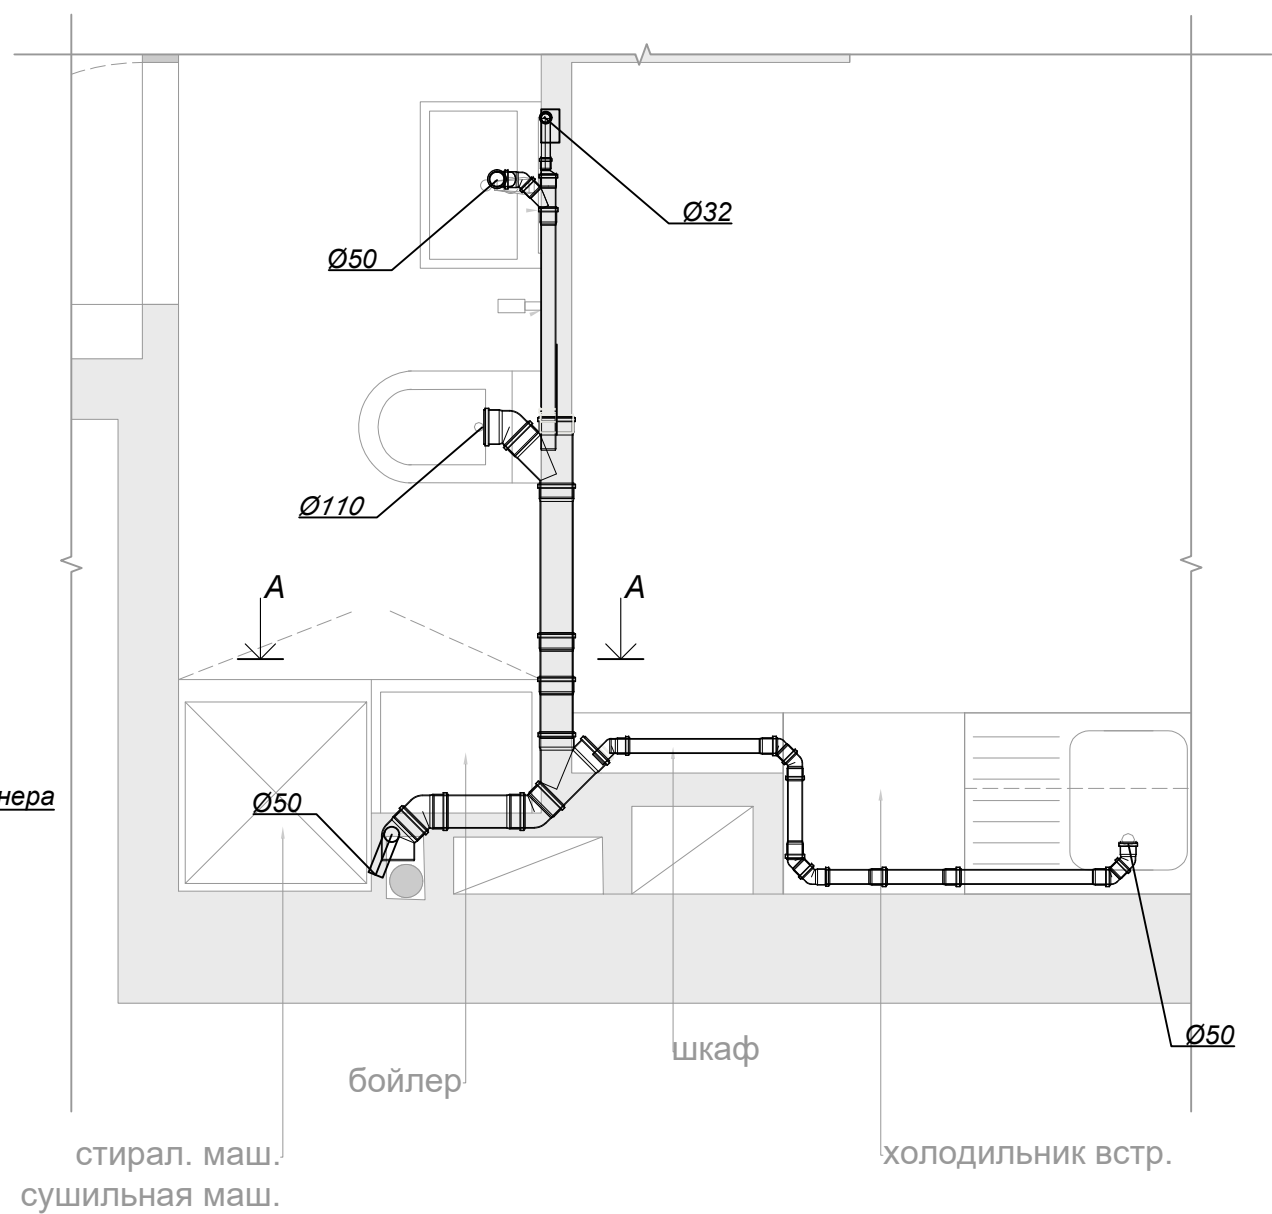 Ø32
Ø50
Ø110
A
A
нера
Ø50
Ø50
шкаф
бойлер
стирал. маш.
сушильная маш.
холодильник встр.